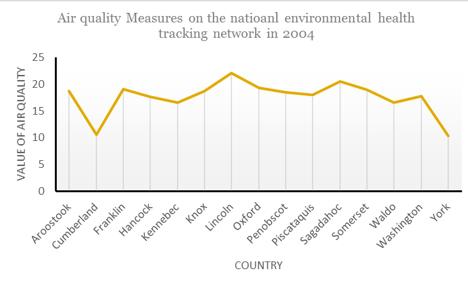 Air quality Measures on the natioanl environmental health
tracking network in 2004
25
20
15
10
5
0
VALUE OF AIR QUALITY
Aroostook
Cumberland
Franklin
Hancock
Kennebec
Knox
Lincoln
Oxford
Penobscot
Piscataquis
Sagadahoc
Somerset
Waldo
Washington
York
COUNTRY